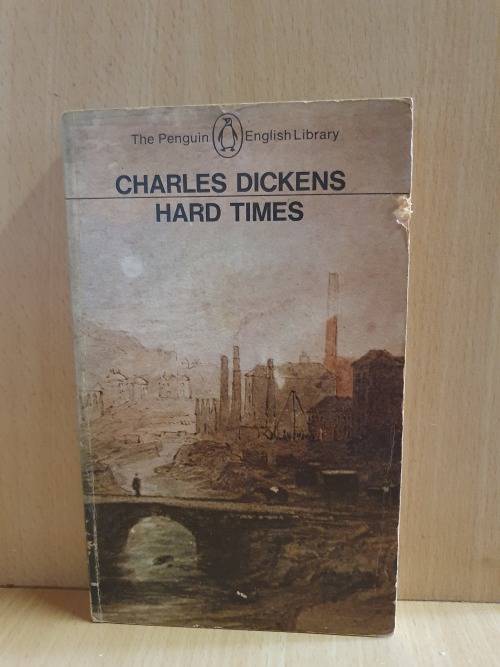 The Penguin English Library
CHARLES DICKENS
HARD TIMES